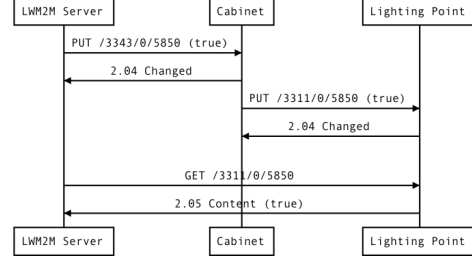 LWM2M Server
Cabinet
Lighting Point
PUT /3343/0/5850 (true)
2.04 Changed
PUT /3311/0/5850 (true)
2.04 Changed
GET /3311/0/5850
2.05 Content (true)
LWM2M Server
Cabinet
Lighting Point